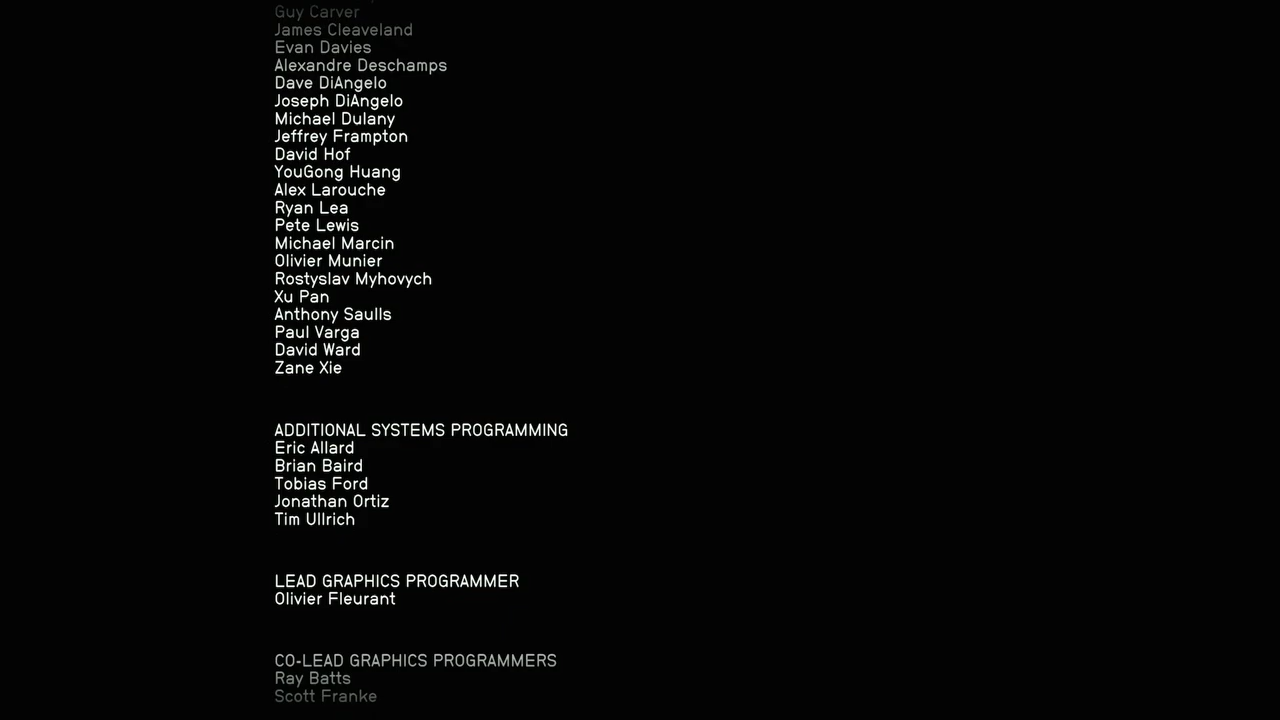 Guy Carver
James Cleaveland
Evan Davies
Alexandre Deschamps
Dave DiAngelo
Joseph DiAngelo
Michael Dulany
Jeffrey Frampton
David Hof
YouGong Huang
Alex Larouche
Ryan Lea
Pete Lewis
Michael Marcin
Olivier Munier
Rostyslav Myhovych
Xu Pan
Anthony Saulls
Paul Varga
David Ward
Zane Xie
ADDITIONAL SYSTEMS PROGRAMMING
Eric Allard
Brian Baird
Tobias Ford
Jonathan Ortiz
Tim Ullrich
LEAD GRAPHICS PROGRAMMER
Olivier Fleurant
CO-LEAD GRAPHICS PROGRAMMERS
Ray Batts
Scott Franke